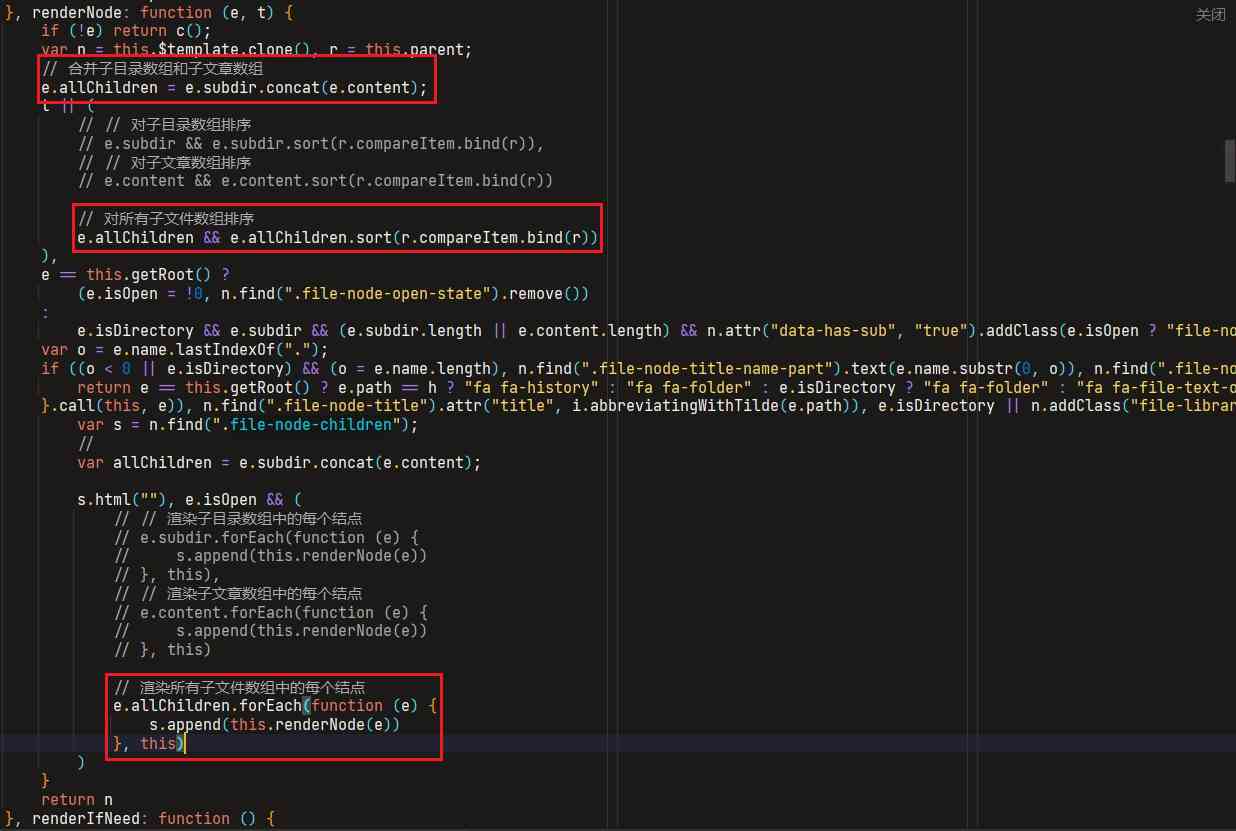 }, renderNode: function (e, t) {
关闭
if (!e) return c();
var n = this.$template.clone(), r = this.parent;
// 合并子目录数组和子文章数组
e.allChildren = e.subdir.concat(e.content);
t || (
// // 对子目录数组排序
// e.subdir && e.subdir.sort(r.compareItem.bind(r)),
// // 对子文章数组排序
// e.content && e.content.sort(r.compareItem.bind(r))
// 对所有子文件数组排序
e.allChildren && e.allChildren.sort(r.compareItem.bind(r))
),
e == this.getRoot() ?
(e.isOpen = !0, n.find(".file-node-open-state").remove())
:
e.isDirectory && e.subdir && (e.subdir.length || e.content.length) && n.attr("data-has-sub", "true").addClass(e.isOpen ? "file-no
var o = e.name.lastIndexOf(".");
if ((o < 0 || e.isDirectory) && (o = e.name.length), n.find(".file-node-title-name-part").text(e.name.substr(0, o)), n.find(".file-no
return e == this.getRoot() ? e.path == h ? "fa fa-history" : "fa fa-folder" : e.isDirectory ? "fa fa-folder" : "fa fa-file-text-o
}.call(this, e)), n.find(".file-node-title").attr("title", i.abbreviatingWithTilde(e.path)), e.isDirectory || n.addClass("file-librar
var s = n.find(".file-node-children");
//
var allChildren = e.subdir.concat(e.content);
s.html(""), e.isOpen && (
// // 渲染子目录数组中的每个结点
// e.subdir.forEach(function (e) {
// s.append(this.renderNode(e))
// }, this),
// // 渲染子文章数组中的每个结点
// e.content.forEach(function (e) {
// s.append(this.renderNode(e))
// }, this)
// 渲染所有子文件数组中的每个结点
e.allChildren.forEach(function (e) {
s.append(this.renderNode(e))
}, this)
)
}
return n
}, renderIfNeed: function () {